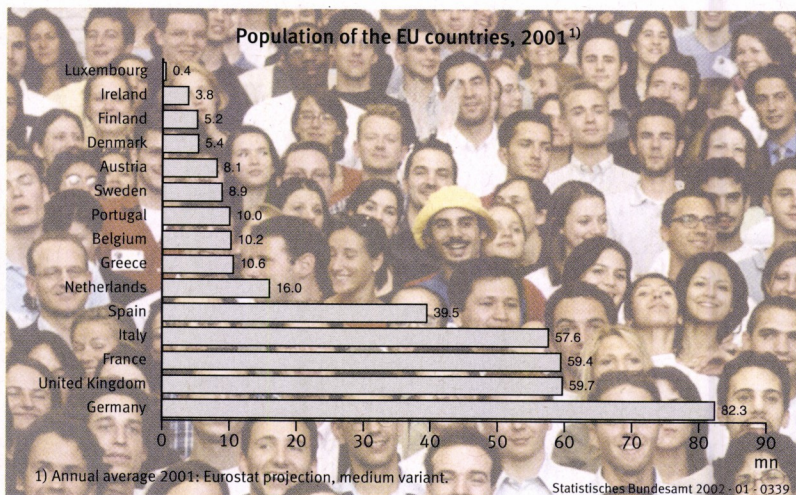 Population of the EU countries, 2001¹⁾
Luxembourg 0.4
Ireland 3.8
Finland 5.2
Denmark 5.4
Austria 8.1
Sweden 8.9
Portugal 10.0
Belgium 10.2
Greece 10.6
Netherlands 16.0
Spain 39.5
Italy 57.6
France 59.4
United Kingdom 59.7
Germany 82.3
0 10 20 30 40 50 60 70 80 90
mn
1) Annual average 2001: Eurostat projection, medium variant.
Statistisches Bundesamt 2002 - 01 - 0339